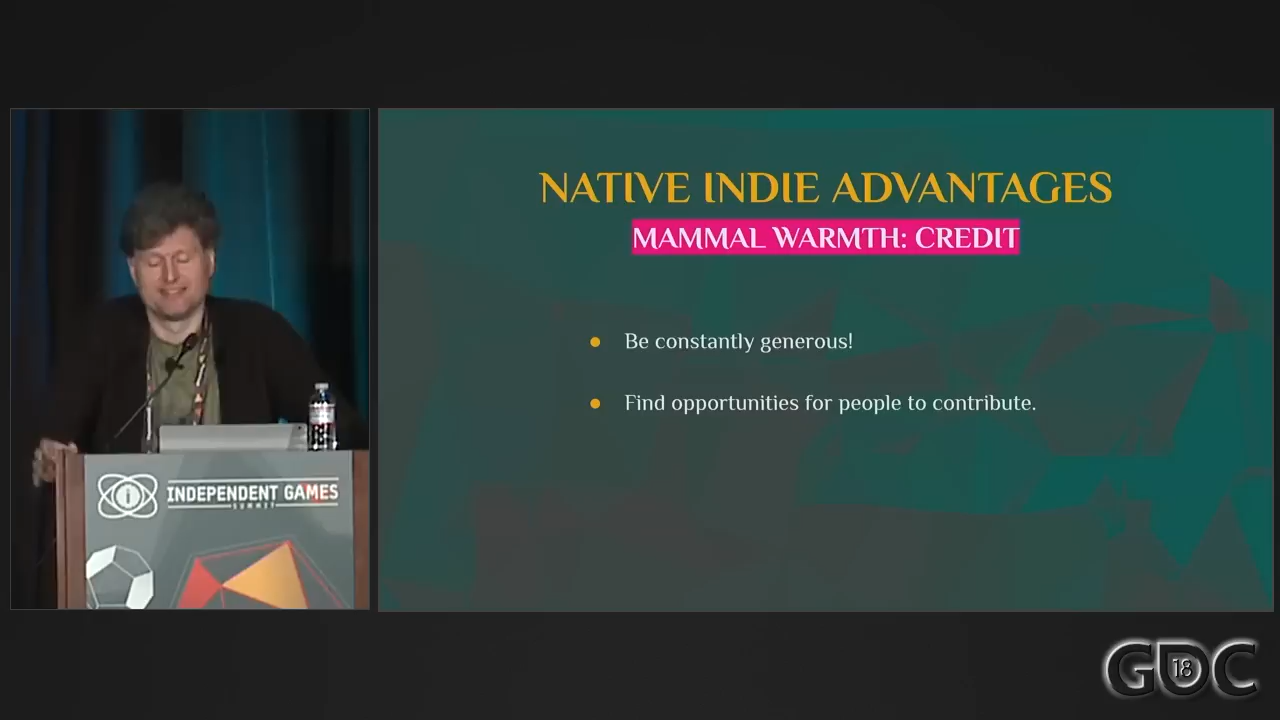 NATIVE INDIE ADVANTAGES
MAMMAL WARMTH: CREDIT
Be constantly generous!
Find opportunities for people to contribute.
i
INDEPENDENT GAMES
SUMMIT
GDC
18